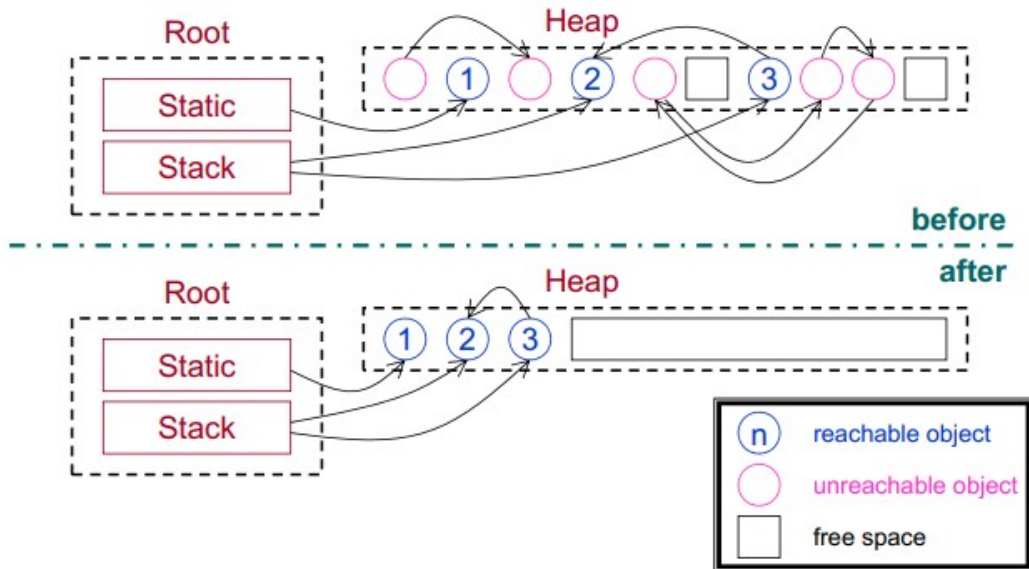 Root
Heap
Static
1
2
3
Stack
before
after
Root
Heap
Static
1
2
3
Stack
n reachable object
unreachable object
free space